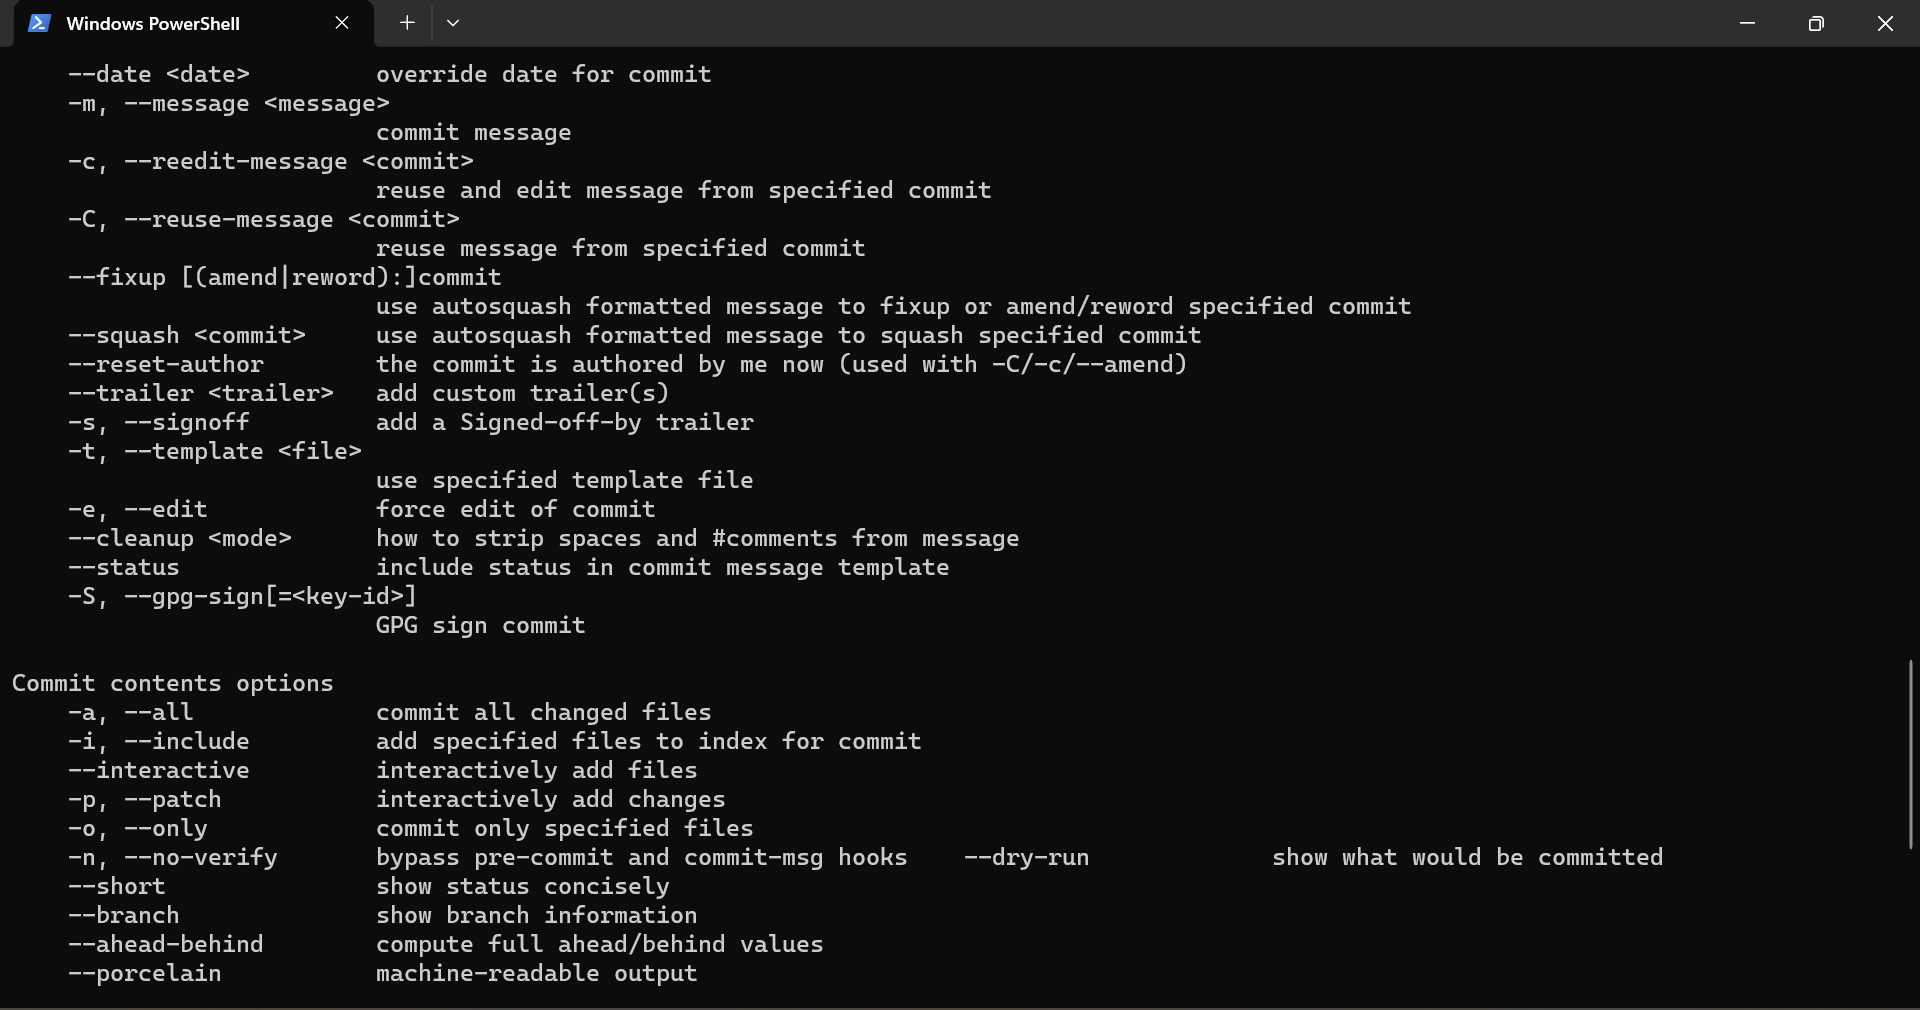 Windows PowerShell
--date <date> override date for commit
-m, --message <message>
commit message
-c, --reedit-message <commit>
reuse and edit message from specified commit
-C, --reuse-message <commit>
reuse message from specified commit
--fixup [(amend|reword):]commit
use autosquash formatted message to fixup or amend/reword specified commit
--squash <commit> use autosquash formatted message to squash specified commit
--reset-author the commit is authored by me now (used with -C/-c/--amend)
--trailer <trailer> add custom trailer(s)
-s, --signoff add a Signed-off-by trailer
-t, --template <file>
use specified template file
-e, --edit force edit of commit
--cleanup <mode> how to strip spaces and #comments from message
--status include status in commit message template
-S, --gpg-sign[=<key-id>]
GPG sign commit
Commit contents options
-a, --all commit all changed files
-i, --include add specified files to index for commit
--interactive interactively add files
-p, --patch interactively add changes
-o, --only commit only specified files
-n, --no-verify bypass pre-commit and commit-msg hooks --dry-run show what would be committed
--short show status concisely
--branch show branch information
--ahead-behind compute full ahead/behind values
--porcelain machine-readable output